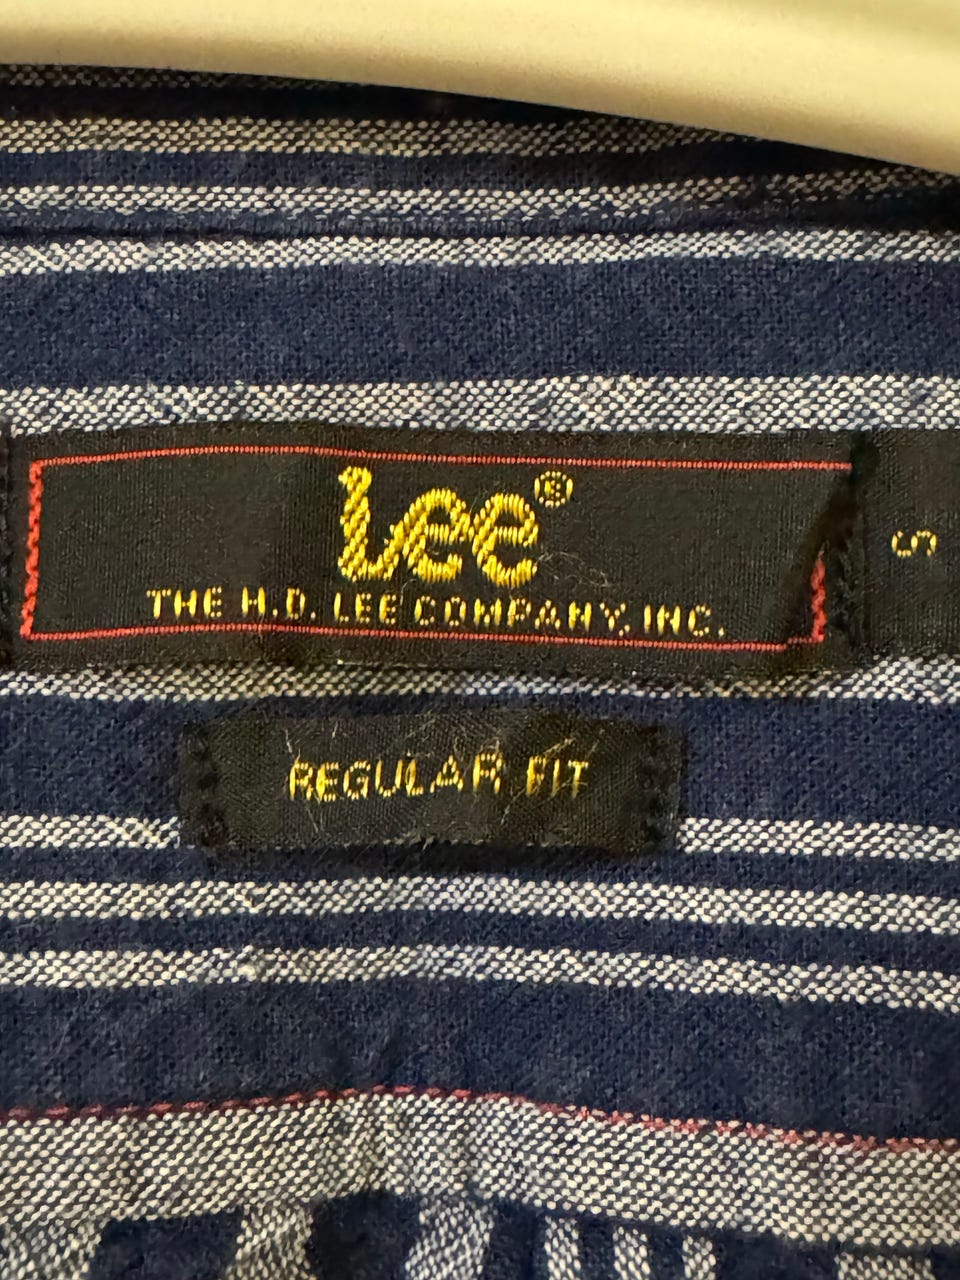 Lee®
THE H.D. LEE COMPANY, INC.
S
REGULAR FIT